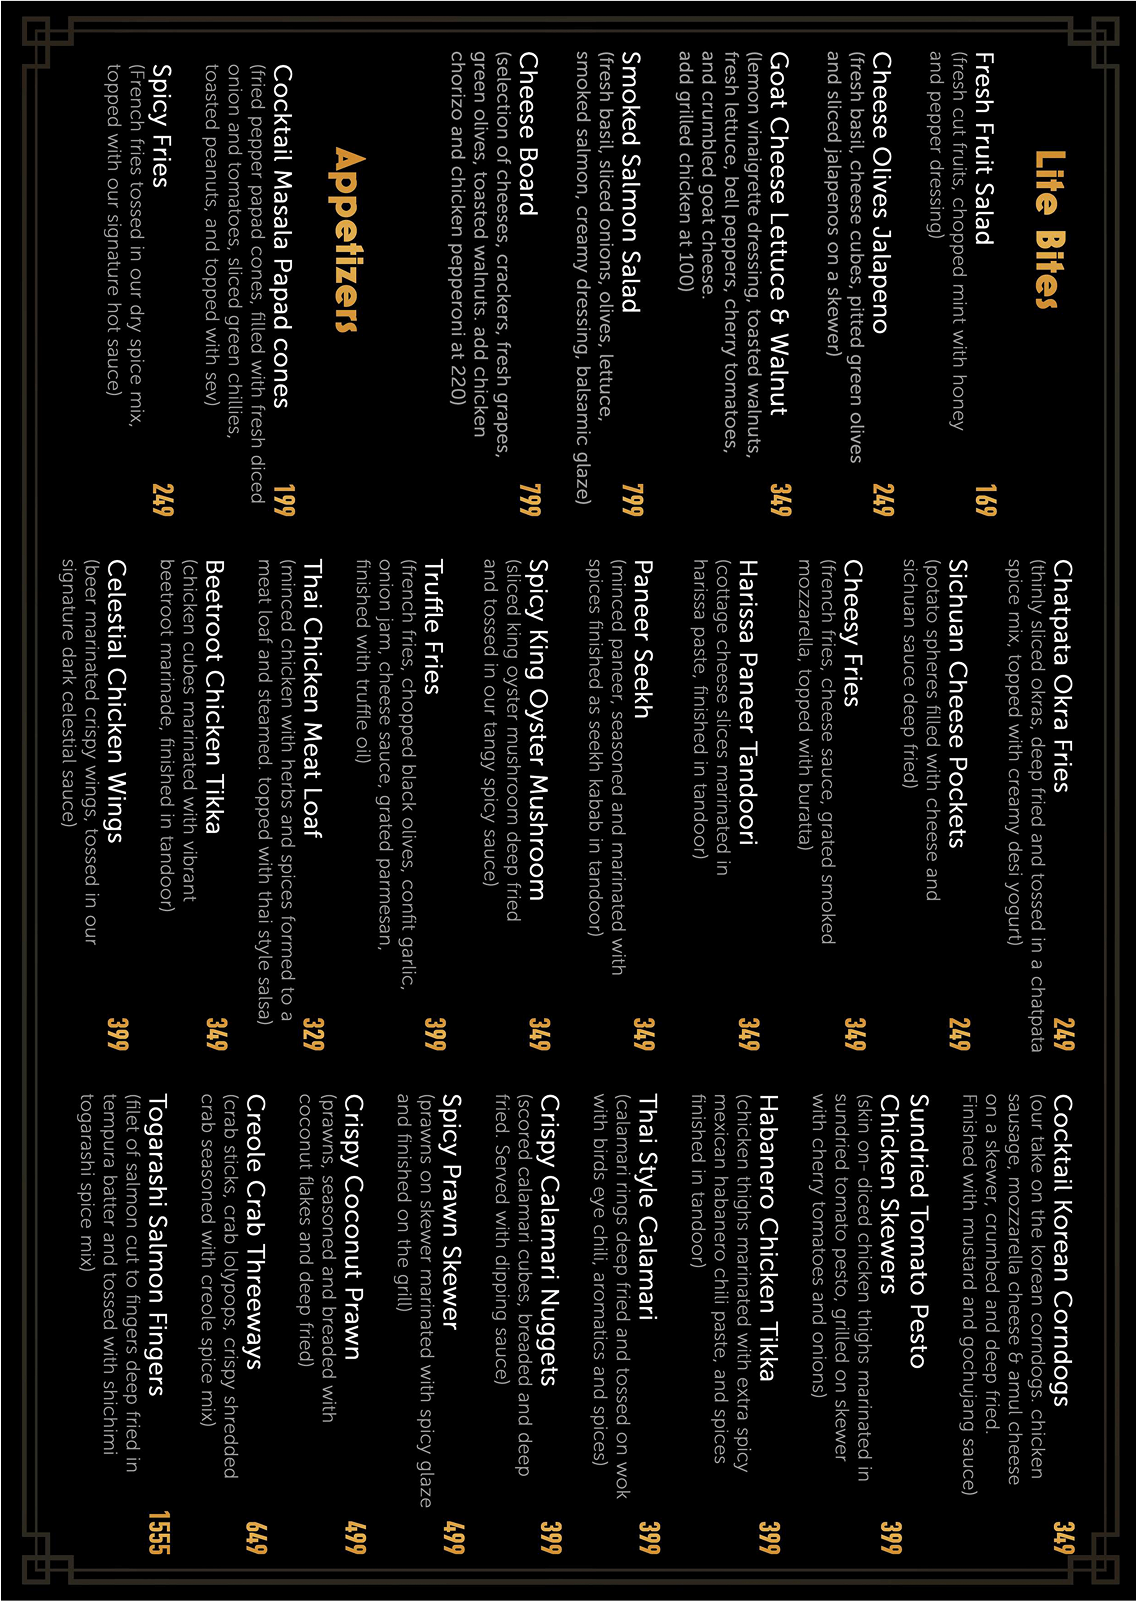 Lite Bites
Fresh Fruit Salad 169
(fresh cut fruits, chopped mint with honey
and pepper dressing)
Cheese Olives Jalapeno 249
(fresh basil, cheese cubes, pitted green olives
and sliced jalapenos on a skewer)
Goat Cheese Lettuce & Walnut 349
(lemon vinaigrette dressing, toasted walnuts,
fresh lettuce, bell peppers, cherry tomatoes,
and crumbled goat cheese.
add grilled chicken at 100)
Smoked Salmon Salad 799
(fresh basil, sliced onions, olives, lettuce,
smoked salmon, creamy dressing, balsamic glaze)
Cheese Board 799
(selection of cheeses, crackers, fresh grapes,
green olives, toasted walnuts. add chicken
chorizo and chicken pepperoni at 220)
Appetizers
Cocktail Masala Papad cones 199
(fried pepper papad cones, filled with fresh diced
onion and tomatoes, sliced green chillies,
toasted peanuts, and topped with sev)
Spicy Fries 249
(French fries tossed in our dry spice mix,
topped with our signature hot sauce)
Chatpata Okra Fries 249
(thinly sliced okras, deep fried and tossed in a chatpata
spice mix, topped with creamy desi yogurt)
Sichuan Cheese Pockets 249
(potato spheres filled with cheese and
sichuan sauce deep fried)
Cheesy Fries 349
(french fries, cheese sauce, grated smoked
mozzarella, topped with buratta)
Harissa Paneer Tandoori 349
(cottage cheese slices marinated in
harissa paste, finished in tandoor)
Paneer Seekh 349
(minced paneer, seasoned and marinated with
spices finished as seekh kabab in tandoor)
Spicy King Oyster Mushroom 349
(sliced king oyster mushroom deep fried
and tossed in our tangy spicy sauce)
Truffle Fries 399
(french fries, chopped black olives, confit garlic,
onion jam, cheese sauce, grated parmesan,
finished with truffle oil)
Thai Chicken Meat Loaf 329
(minced chicken with herbs and spices formed to a
meat loaf and steamed, topped with thai style salsa)
Beetroot Chicken Tikka 349
(chicken cubes marinated with vibrant
beetroot marinade, finished in tandoor)
Celestial Chicken Wings 399
(beer marinated crispy wings, tossed in our
signature dark celestial sauce)
Cocktail Korean Corndogs 349
(our take on the korean corndogs. chicken
sausage, mozzarella cheese & amul cheese
on a skewer, crumbed and deep fried.
Finished with mustard and gochujang sauce)
Sundried Tomato Pesto
Chicken Skewers 399
(skin on- diced chicken thighs marinated in
sundried tomato pesto, grilled on skewer
with cherry tomatoes and onions)
Habanero Chicken Tikka 399
(chicken thighs marinated with extra spicy
mexican habanero chili paste, and spices
finished in tandoor)
Thai Style Calamari 399
(calamari rings deep fried and tossed on wok
with birds eye chili, aromatics and spices)
Crispy Calamari Nuggets 399
(scored calamari cubes, breaded and deep
fried. Served with dipping sauce)
Spicy Prawn Skewer 499
(prawns on skewer marinated with spicy glaze
and finished on the grill)
Crispy Coconut Prawn 499
(prawns, seasoned and breaded with
coconut flakes and deep fried)
Creole Crab Threeways 649
(crab sticks, crab lolypops, crispy shredded
crab seasoned with creole spice mix)
Togarashi Salmon Fingers 1555
(filet of salmon cut to fingers deep fried in
tempura batter and tossed with shichimi
togarashi spice mix)